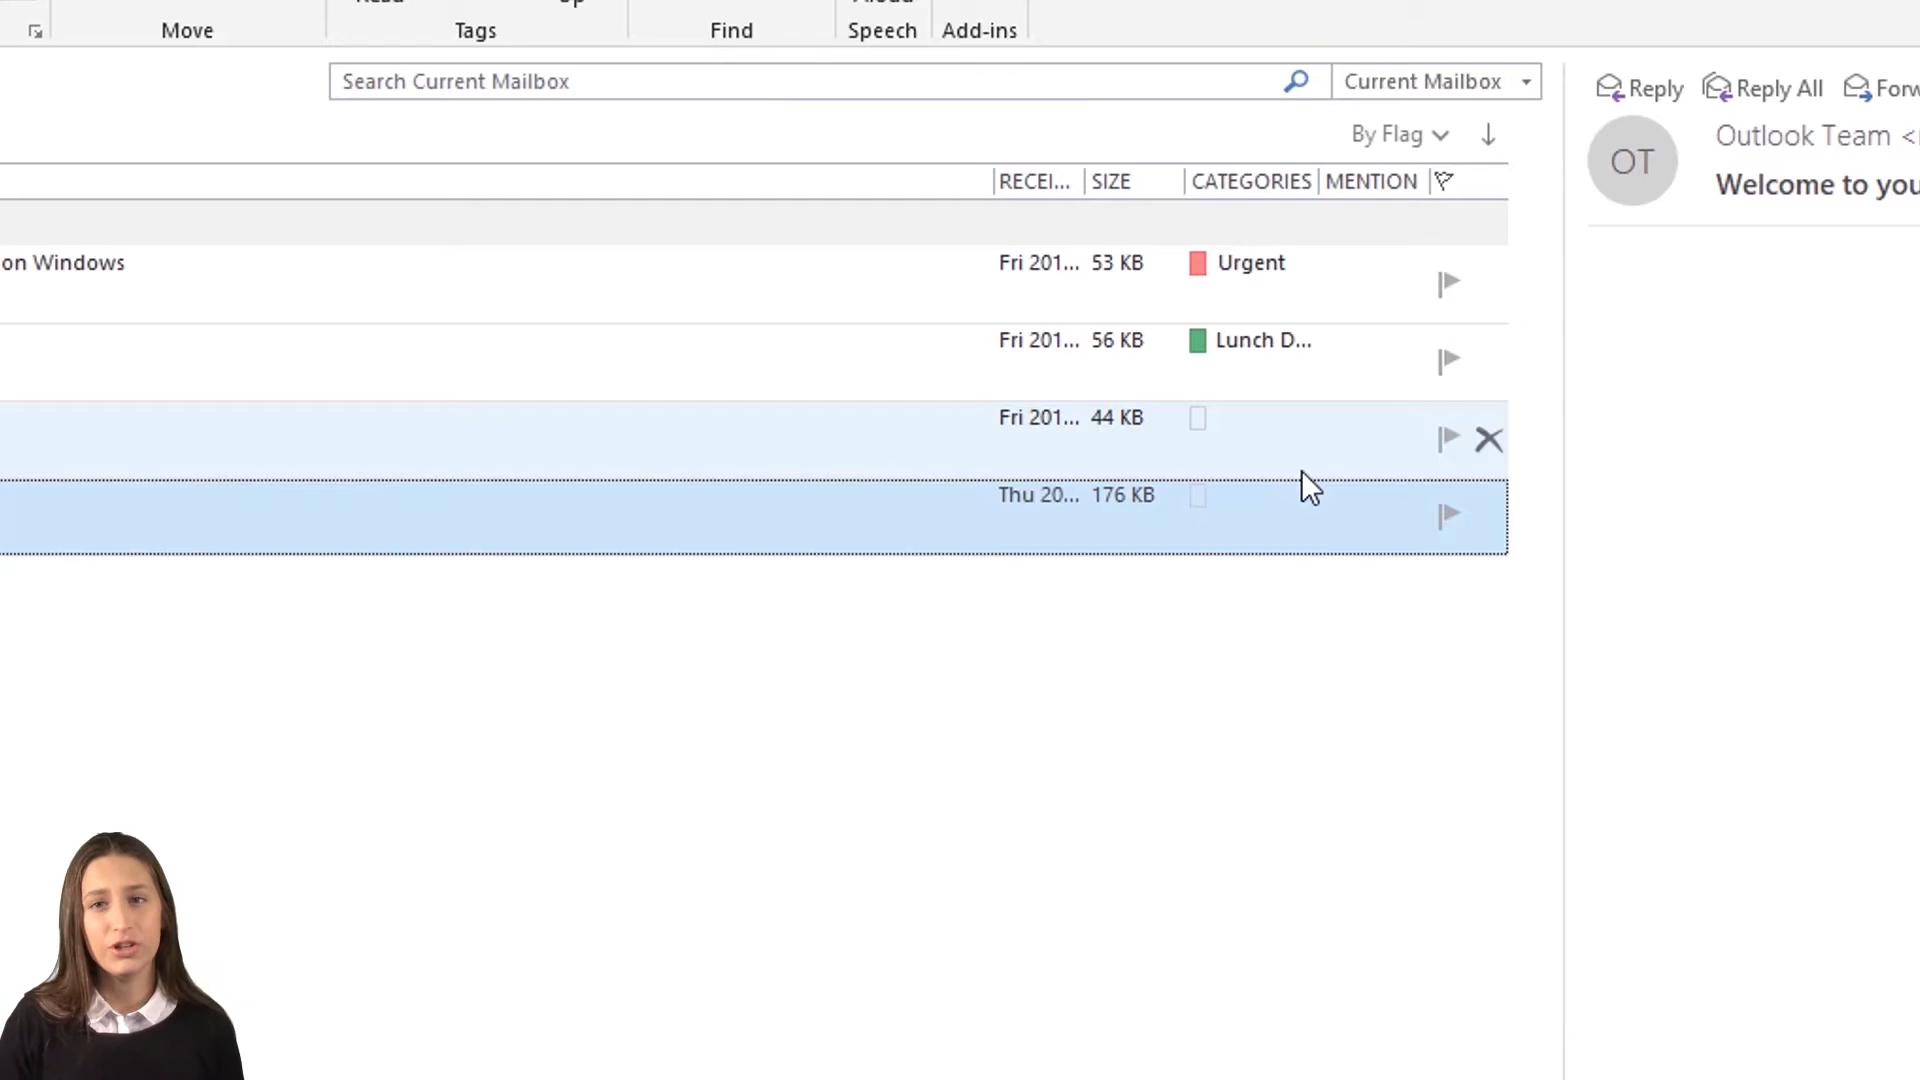 Move
Tags
Find
Speech
Add-ins
Search Current Mailbox
Current Mailbox
Reply
Reply All
By Flag
OT
Outlook Team <
RECEI... SIZE CATEGORIES MENTION
Welcome to you
on Windows Fri 201... 53 KB Urgent
Fri 201... 56 KB Lunch D...
Fri 201... 44 KB
Thu 20... 176 KB